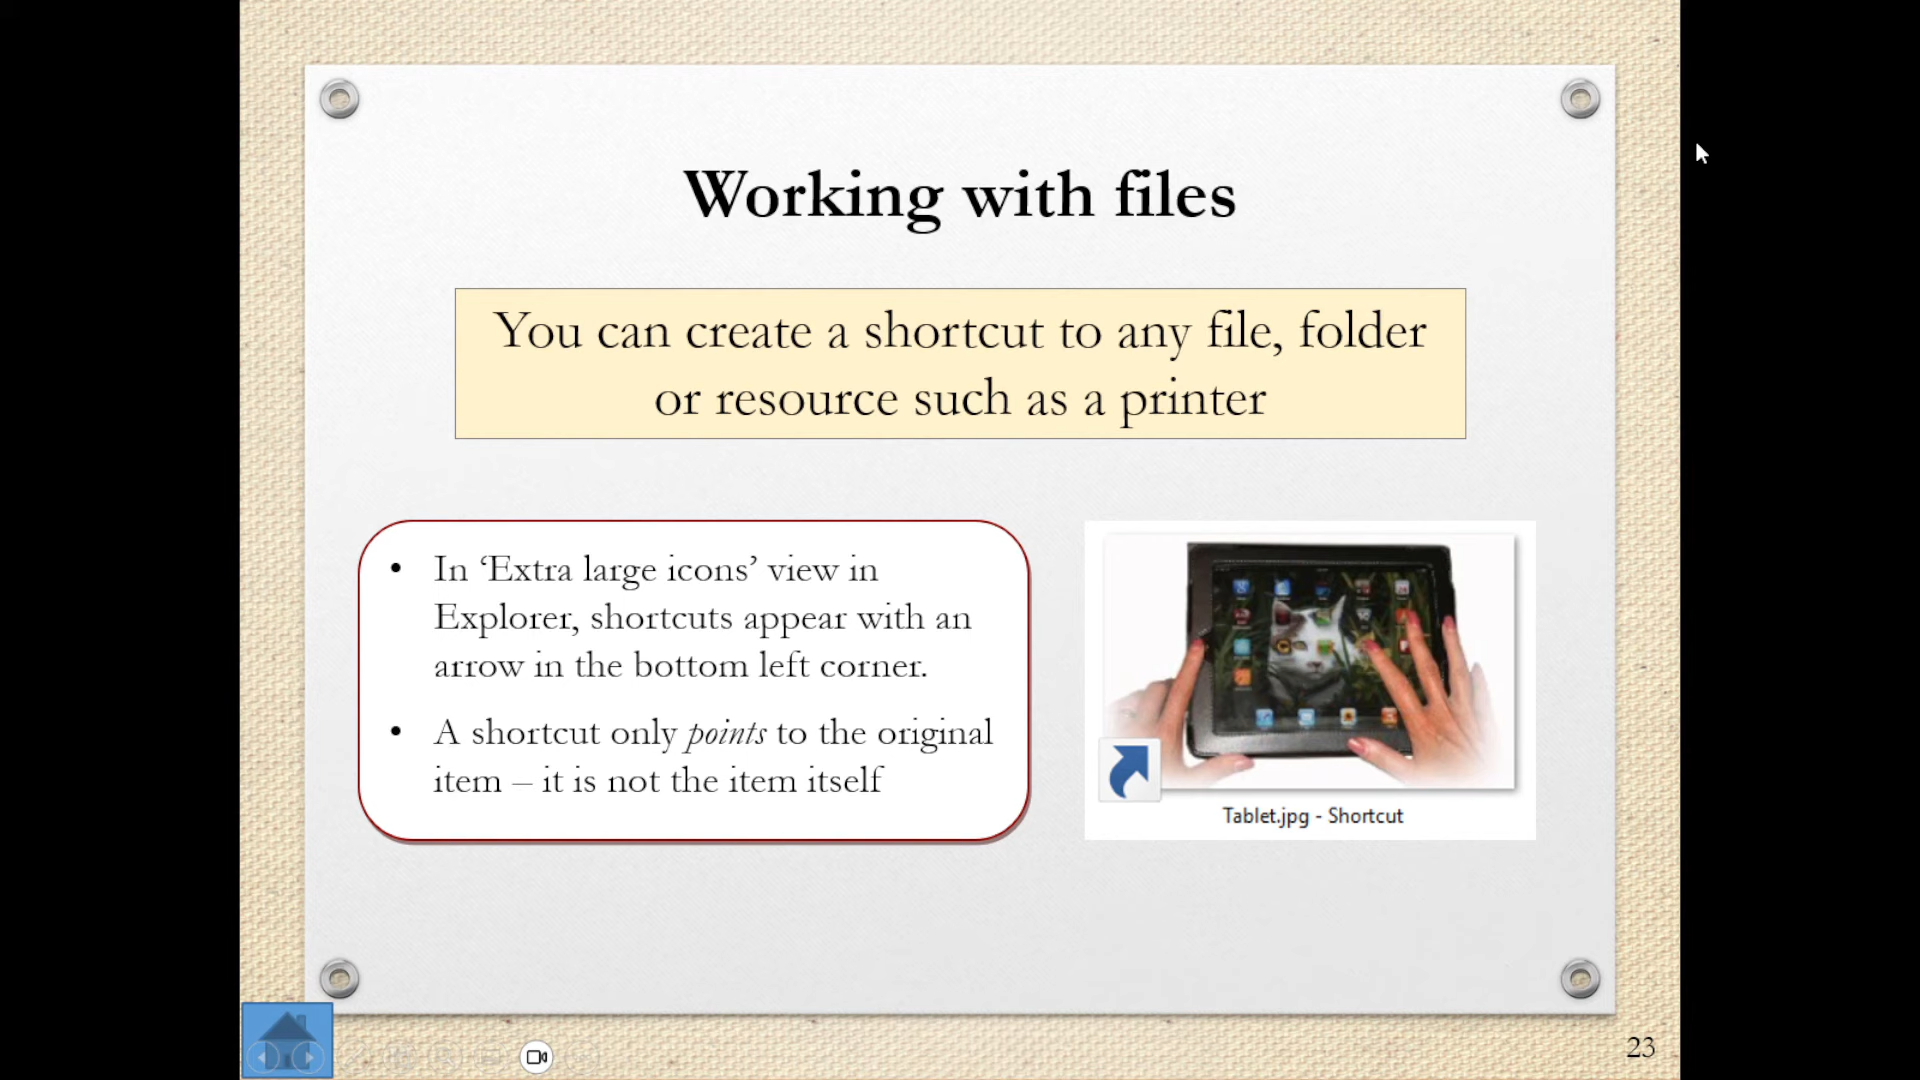 Working with files
You can create a shortcut to any file, folder
or resource such as a printer
• In ‘Extra large icons’ view in
Explorer, shortcuts appear with an
arrow in the bottom left corner.
• A shortcut only points to the original
item – it is not the item itself
Tablet.jpg - Shortcut
23